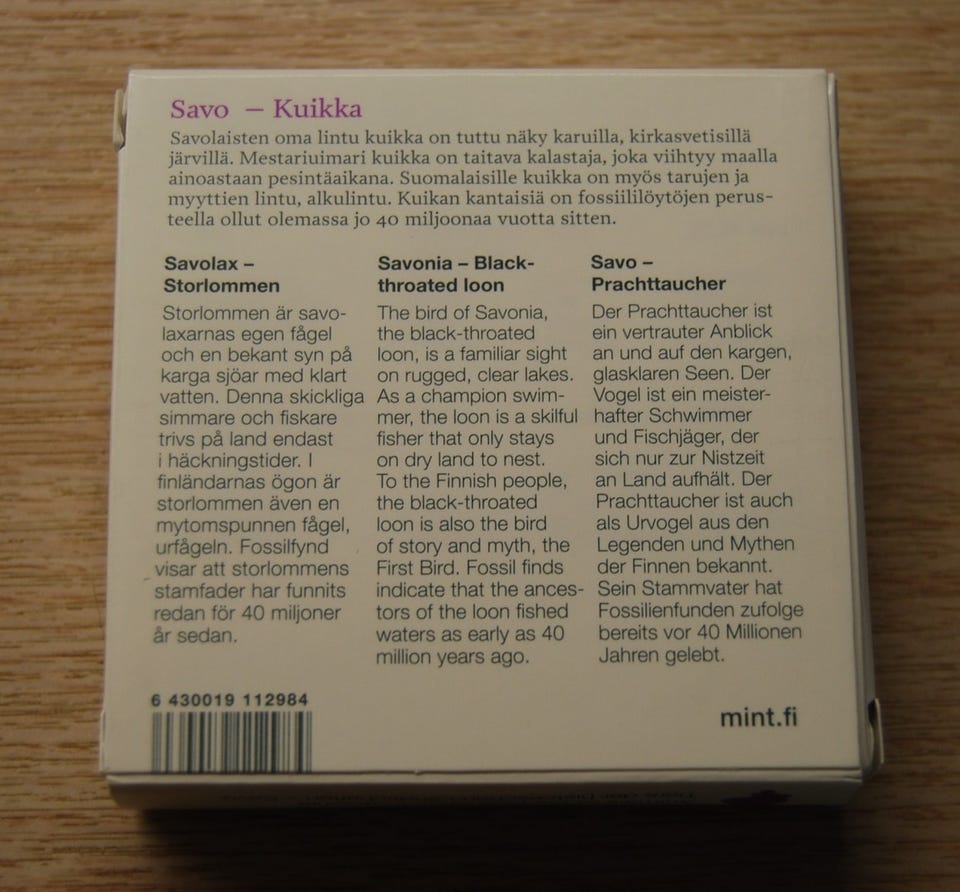 Savo – Kuikka
Savolaisten oma lintu kuikka on tuttu näky karuilla, kirkasvetisillä
järvillä. Mestariuimari kuikka on taitava kalastaja, joka viihtyy maalla
ainoastaan pesintäaikana. Suomalaisille kuikka on myös tarujen ja
myyttien lintu, alkulintu. Kuikan kantaisiä on fossiililöytöjen perus-
teella ollut olemassa jo 40 miljoonaa vuotta sitten.
Savolax –
Storlommen
Storlommen är savo-
laxarnas egen fågel
och en bekant syn på
karga sjöar med klart
vatten. Denna skickliga
simmare och fiskare
trivs på land endast
i häckningstider. I
finländarnas ögon är
storlommen även en
mytomspunnen fågel,
urfågeln. Fossilfynd
visar att storlommens
stamfader har funnits
redan för 40 miljoner
år sedan.
Savonia – Black-
throated loon
The bird of Savonia,
the black-throated
loon, is a familiar sight
on rugged, clear lakes.
As a champion swim-
mer, the loon is a skilful
fisher that only stays
on dry land to nest.
To the Finnish people,
the black-throated
loon is also the bird
of story and myth, the
First Bird. Fossil finds
indicate that the ances-
tors of the loon fished
waters as early as 40
million years ago.
Savo –
Prachttaucher
Der Prachttaucher ist
ein vertrauter Anblick
an und auf den kargen,
glasklaren Seen. Der
Vogel ist ein meister-
hafter Schwimmer
und Fischjäger, der
sich nur zur Nistzeit
an Land aufhält. Der
Prachttaucher ist auch
als Urvogel aus den
Legenden und Mythen
der Finnen bekannt.
Sein Stammvater hat
Fossilienfunden zufolge
bereits vor 40 Millionen
Jahren gelebt.
6 430019 112984
mint.fi